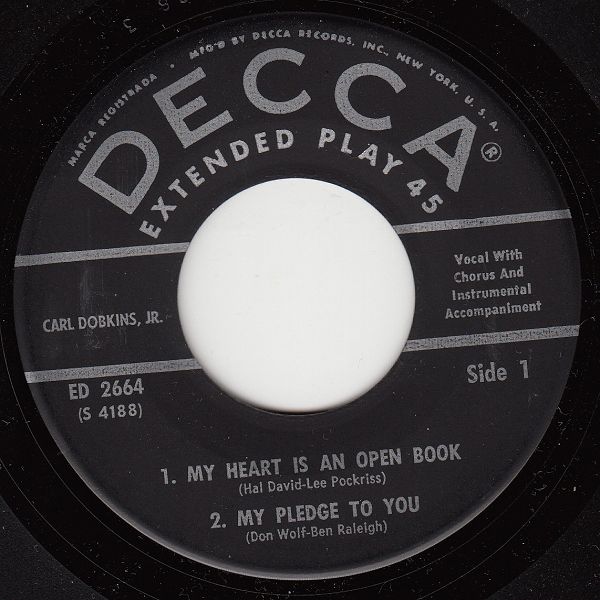 MARCA REGISTRADA • MFG'D BY DECCA RECORDS, INC., NEW YORK, U. S. A.
DECCA®
EXTENDED PLAY 45
Vocal With
Chorus And
Instrumental
Accompaniment
CARL DOBKINS, JR.
ED 2664
(S 4188)
Side 1
1. MY HEART IS AN OPEN BOOK
(Hal David-Lee Pockriss)
2. MY PLEDGE TO YOU
(Don Wolf-Ben Raleigh)